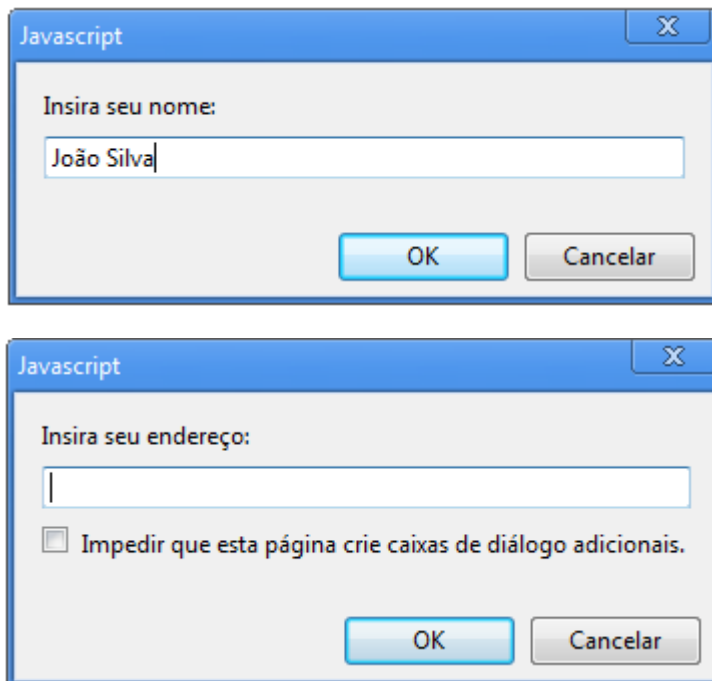 Javascript
Insira seu nome:
João Silva
OK Cancelar
Javascript
Insira seu endereço:
Impedir que esta página crie caixas de diálogo adicionais.
OK Cancelar